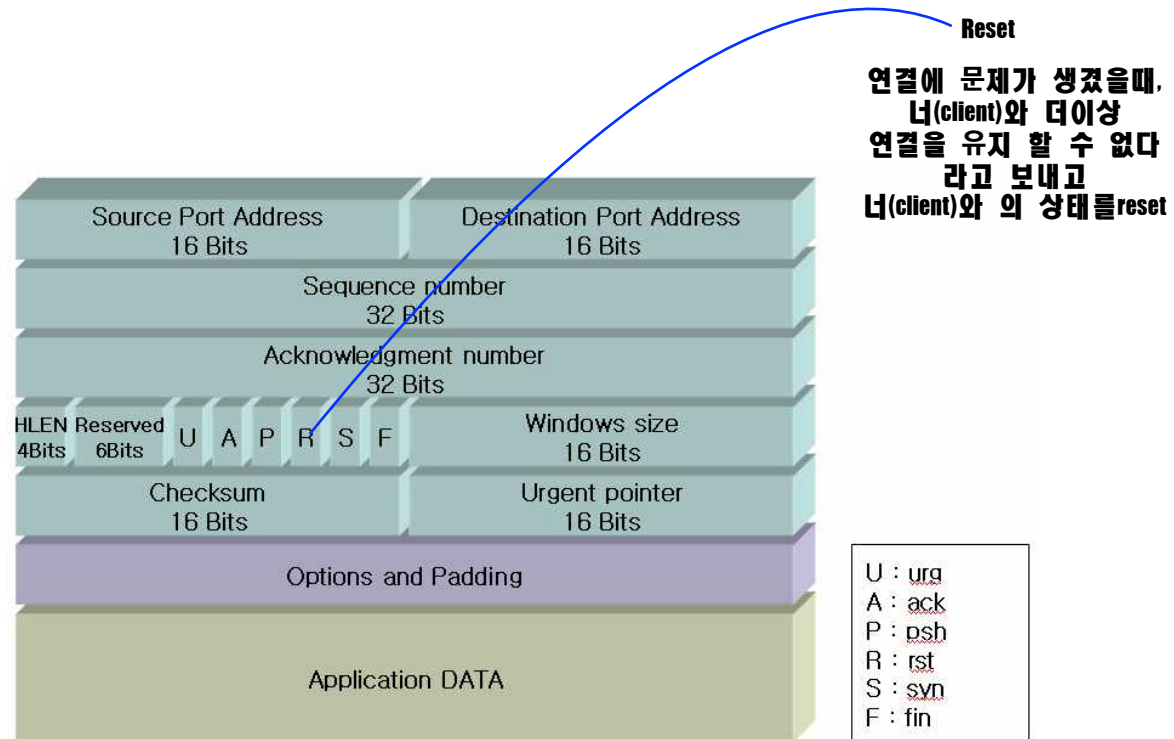 Reset
연결에 문제가 생겼을때,
너(client)와 더이상
연결을 유지 할 수 없다
라고 보내고
너(client)와 의 상태를reset
Source Port Address
16 Bits
Destination Port Address
16 Bits
Sequence number
32 Bits
Acknowledgment number
32 Bits
HLEN
4Bits
Reserved
6Bits
U
A
P
R
S
F
Windows size
16 Bits
Checksum
16 Bits
Urgent pointer
16 Bits
Options and Padding
Application DATA
U : urg
A : ack
P : psh
R : rst
S : syn
F : fin